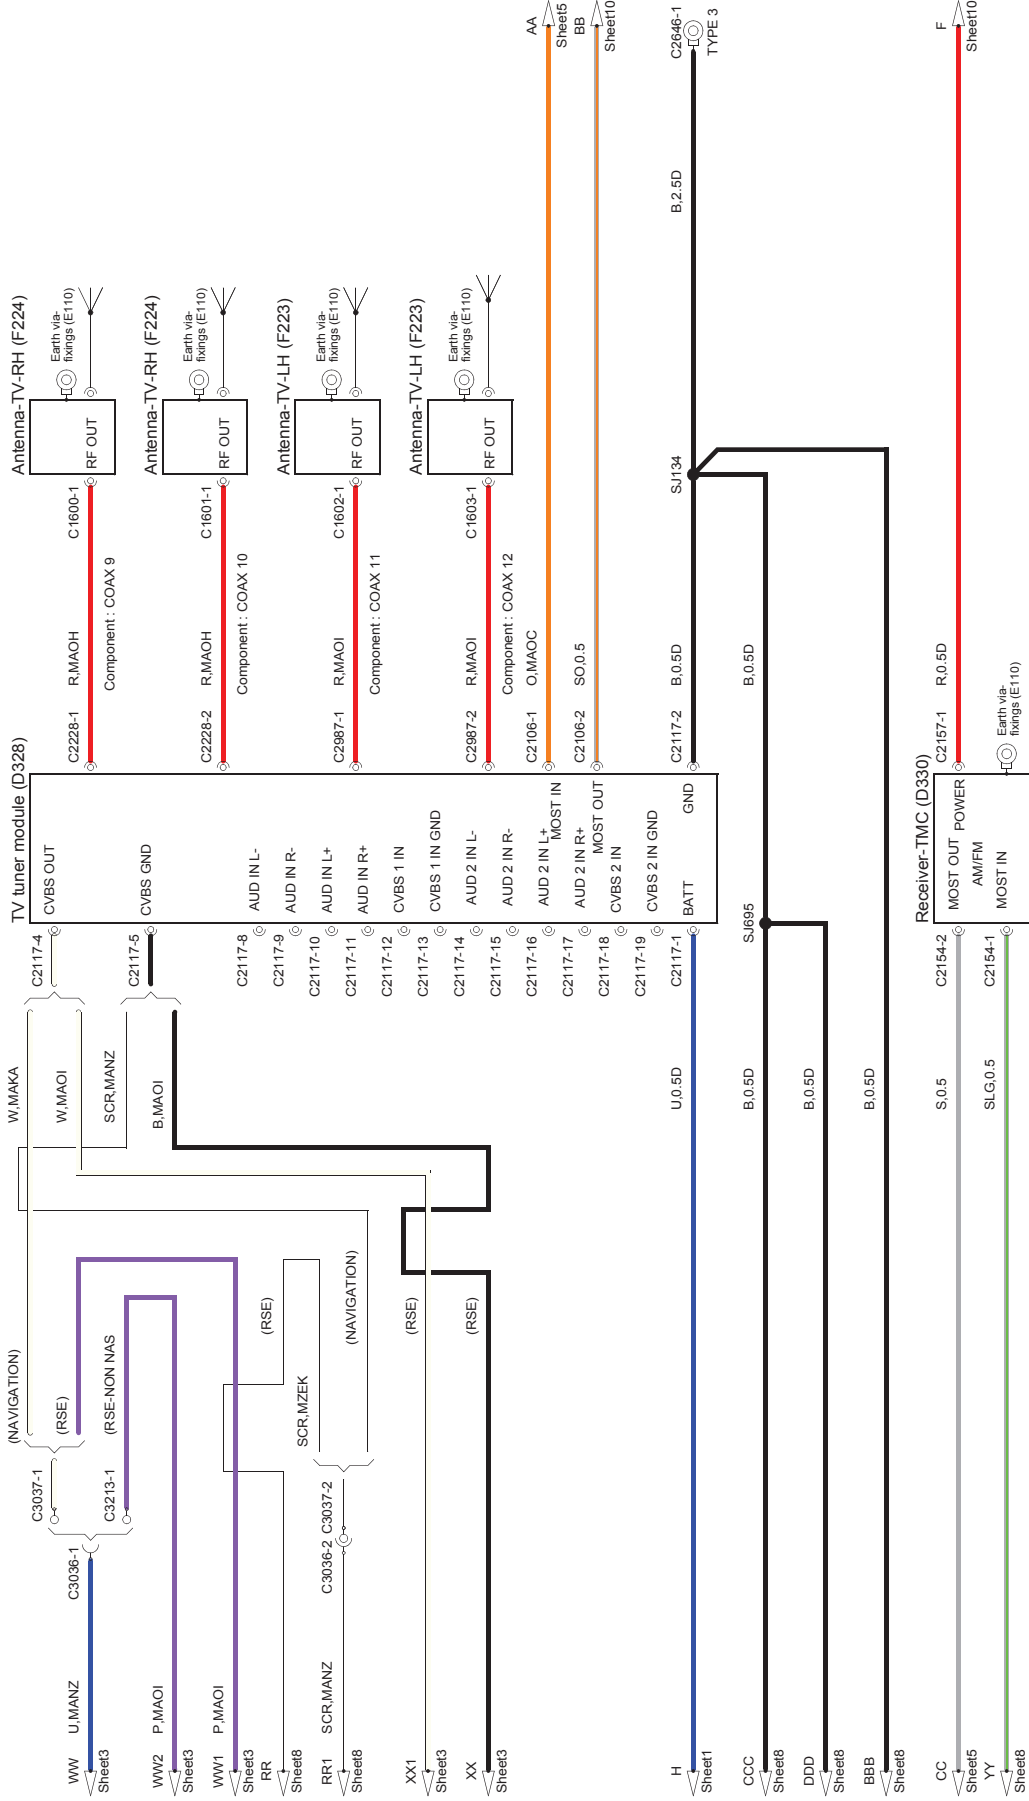 WW
Sheet3
U,MANZ
C3036-1
C3037-1
C3213-1
(NAVIGATION)
(RSE)
(RSE-NON NAS
WW2
Sheet3
P,MAOI
WW1
Sheet3
P,MAOI
RR
Sheet8
(RSE)
RR1
Sheet8
SCR,MANZ
C3036-2
C3037-2
SCR,MZEK
(NAVIGATION)
XX1
Sheet3
(RSE)
XX
Sheet3
(RSE)
W,MAKA
W,MAOI
SCR,MANZ
B,MAOI
TV tuner module (D328)
C2117-4
CVBS OUT
C2117-5
CVBS GND
C2117-8
AUD IN L-
C2117-9
AUD IN R-
C2117-10
AUD IN L+
C2117-11
AUD IN R+
C2117-12
CVBS 1 IN
C2117-13
CVBS 1 IN GND
C2117-14
AUD 2 IN L-
C2117-15
AUD 2 IN R-
C2117-16
AUD 2 IN L+
MOST IN
C2117-17
AUD 2 IN R+
MOST OUT
C2117-18
CVBS 2 IN
C2117-19
CVBS 2 IN GND
C2117-1
BATT
GND
C2228-1
R,MAOH
C1600-1
Component : COAX 9
Antenna-TV-RH (F224)
RF OUT
Earth via-
fixings (E110)
C2228-2
R,MAOH
C1601-1
Component : COAX 10
Antenna-TV-RH (F224)
RF OUT
Earth via-
fixings (E110)
C2987-1
R,MAOI
C1602-1
Component : COAX 11
Antenna-TV-LH (F223)
RF OUT
Earth via-
fixings (E110)
C2987-2
R,MAOI
C1603-1
Component : COAX 12
Antenna-TV-LH (F223)
RF OUT
Earth via-
fixings (E110)
C2106-1
O,MAOC
AA
Sheet5
C2106-2
SO,0.5
BB
Sheet10
H
Sheet1
U,0.5D
C2117-2
B,0.5D
SJ134
B,2.5D
C2646-1
TYPE 3
CCC
Sheet8
B,0.5D
SJ695
B,0.5D
DDD
Sheet8
B,0.5D
BBB
Sheet8
B,0.5D
Receiver-TMC (D330)
CC
Sheet5
S,0.5
C2154-2
MOST OUT
POWER
AM/FM
C2157-1
R,0.5D
F
Sheet10
YY
Sheet8
SLG,0.5
C2154-1
MOST IN
Earth via-
fixings (E110)